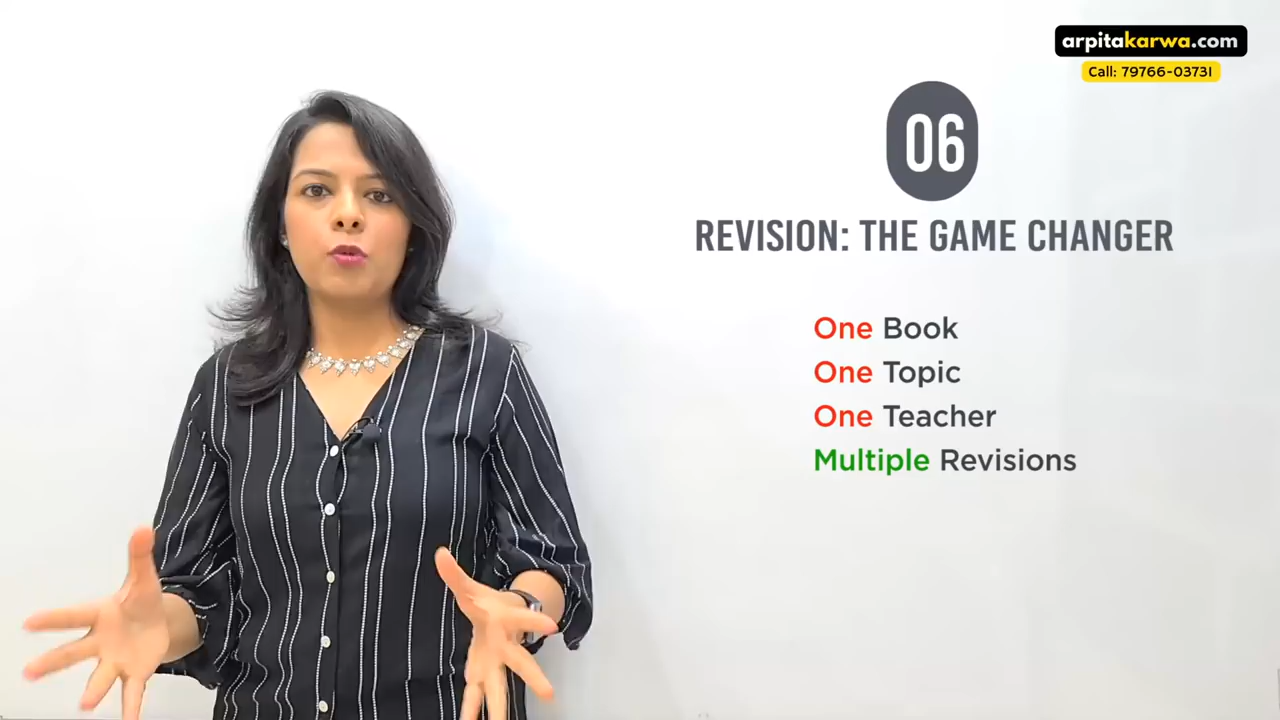 arpitakarwa.com
Call: 79766-03731
06
REVISION: THE GAME CHANGER
One Book
One Topic
One Teacher
Multiple Revisions